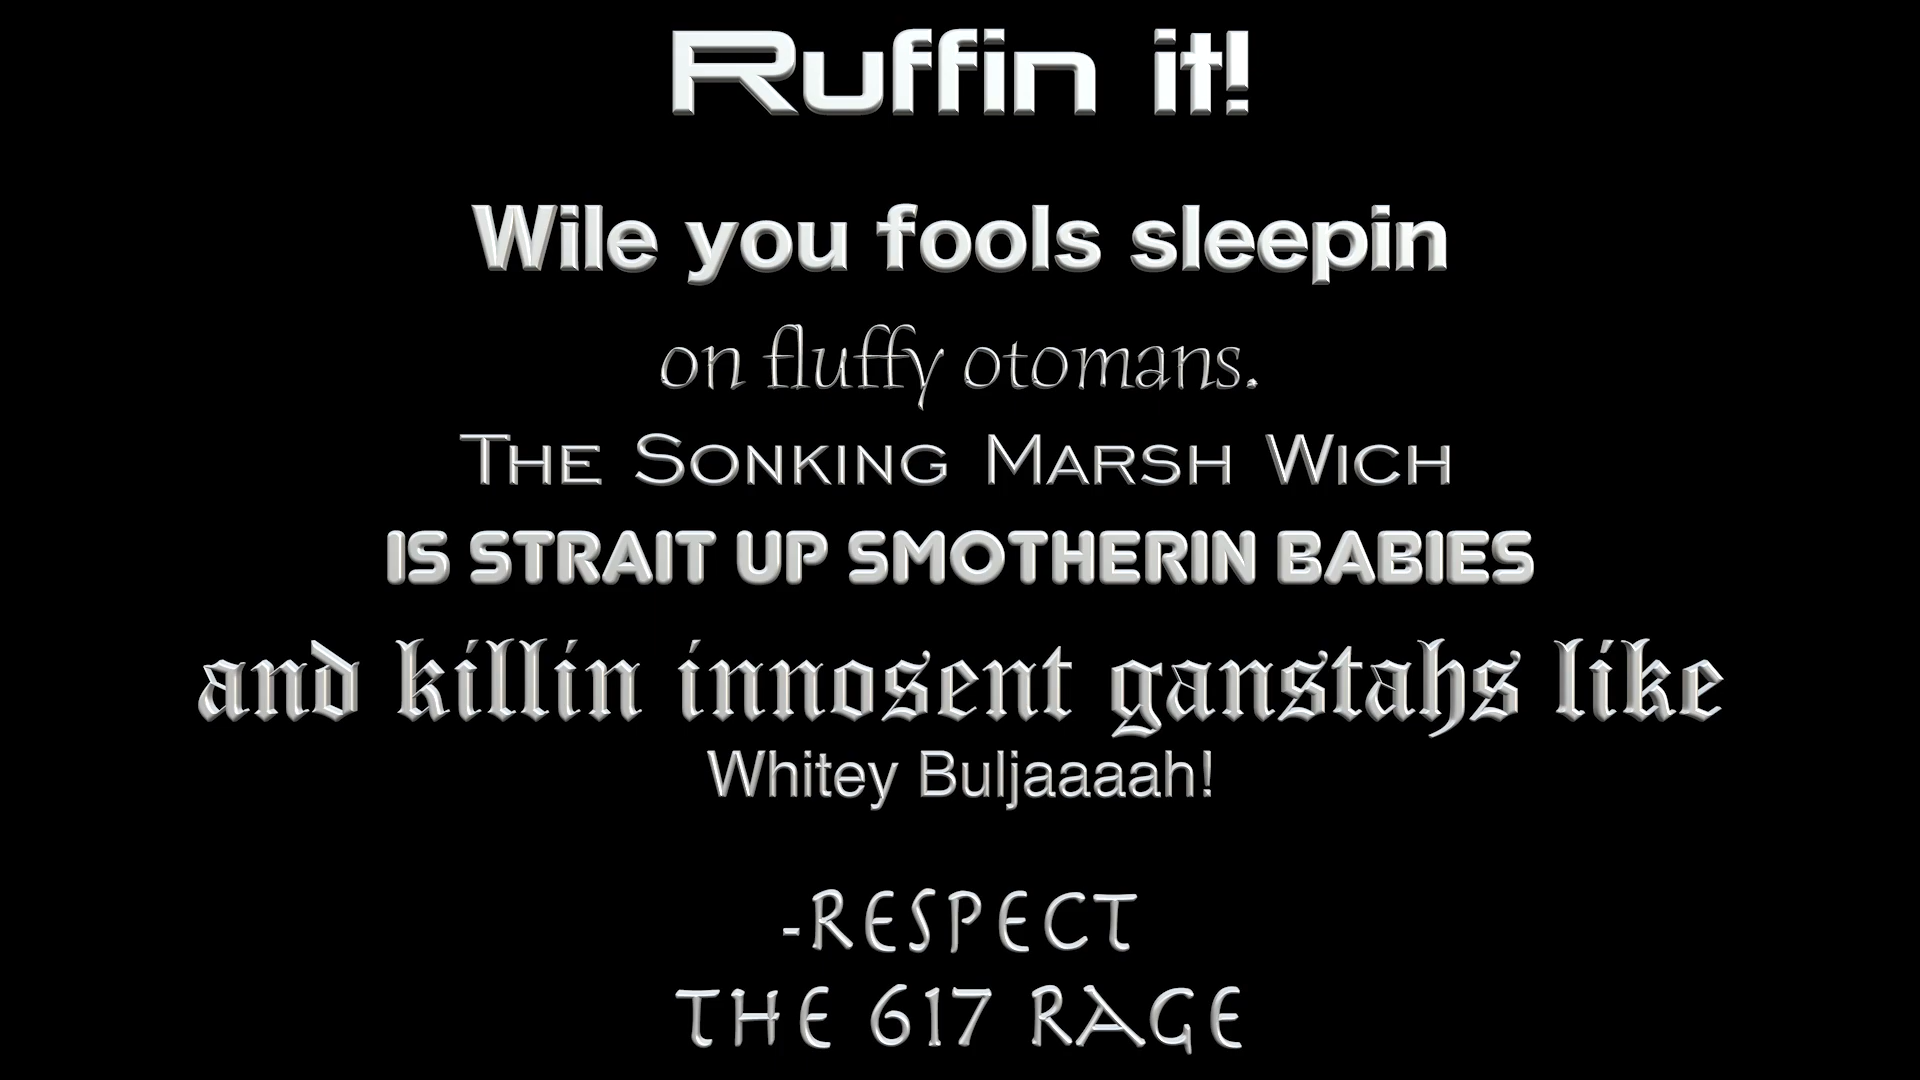 Ruffin it!
Wile you fools sleepin
on fluffy otomans.
The Sonking Marsh Wich
IS STRAIT UP SMOTHERIN BABIES
and killin innosent ganstahs like
Whitey Buljaaaah!
-RESPECT
THE 617 RAGE